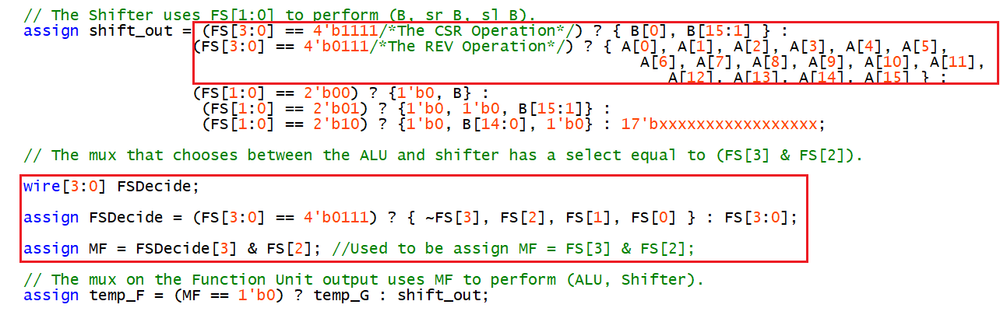 // The Shifter uses FS[1:0] to perform (B, sr B, sl B).
assign shift_out = (FS[3:0] == 4'b1111/*The CSR Operation*/) ? { B[0], B[15:1] } :
(FS[3:0] == 4'b0111/*The REV Operation*/) ? { A[0], A[1], A[2], A[3], A[4], A[5],
A[6], A[7], A[8], A[9], A[10], A[11],
A[12], A[13], A[14], A[15] } :
(FS[1:0] == 2'b00) ? {1'b0, B} :
(FS[1:0] == 2'b01) ? {1'b0, 1'b0, B[15:1]} :
(FS[1:0] == 2'b10) ? {1'b0, B[14:0], 1'b0} : 17'bxxxxxxxxxxxxxxxxx;
// The mux that chooses between the ALU and shifter has a select equal to (FS[3] & FS[2]).
wire[3:0] FSDecide;
assign FSDecide = (FS[3:0] == 4'b0111) ? { ~FS[3], FS[2], FS[1], FS[0] } : FS[3:0];
assign MF = FSDecide[3] & FS[2]; //Used to be assign MF = FS[3] & FS[2];
// The mux on the Function Unit output uses MF to perform (ALU, Shifter).
assign temp_F = (MF == 1'b0) ? temp_G : shift_out;